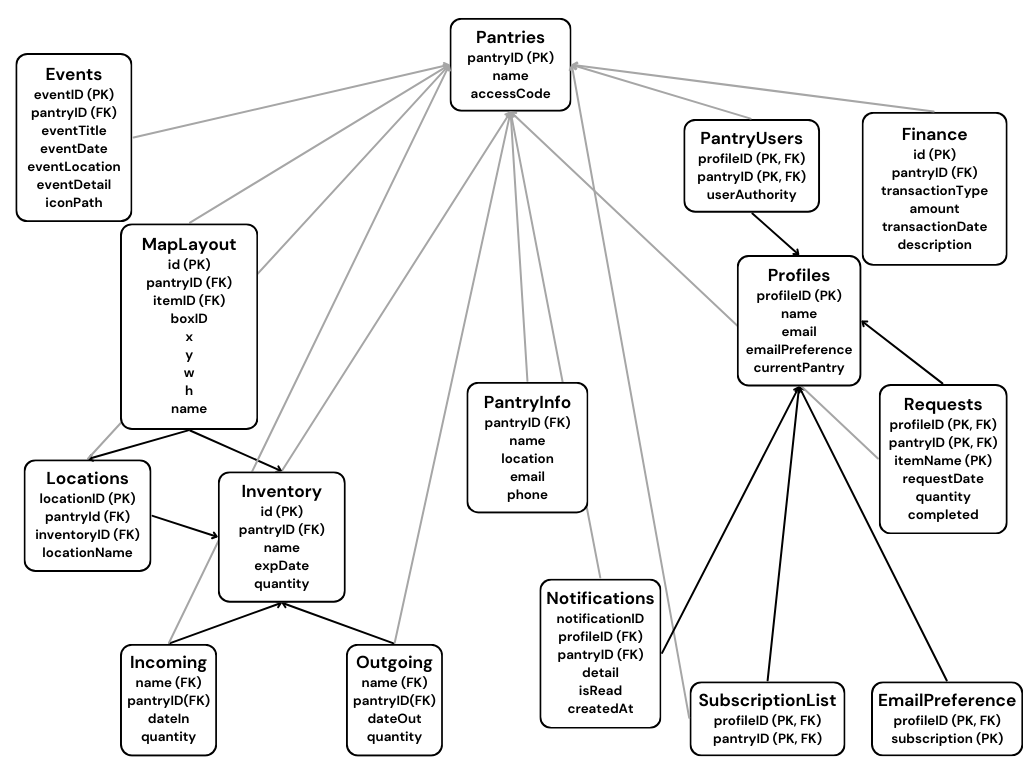 Pantries
pantryID (PK)
name
accessCode
Events
eventID (PK)
pantryID (FK)
eventTitle
eventDate
eventLocation
eventDetail
iconPath
PantryUsers
profileID (PK, FK)
pantryID (PK, FK)
userAuthority
Finance
id (PK)
pantryID (FK)
transactionType
amount
transactionDate
description
MapLayout
id (PK)
pantryID (FK)
itemID (FK)
boxID
x
y
w
h
name
Profiles
profileID (PK)
name
email
emailPreference
currentPantry
PantryInfo
pantryID (FK)
name
location
email
phone
Requests
profileID (PK, FK)
pantryID (PK, FK)
itemName (PK)
requestDate
quantity
completed
Locations
locationID (PK)
pantryId (FK)
inventoryID (FK)
locationName
Inventory
id (PK)
pantryID (FK)
name
expDate
quantity
Notifications
notificationID
profileID (FK)
pantryID (FK)
detail
isRead
createdAt
Incoming
name (FK)
pantryID(FK)
dateIn
quantity
Outgoing
name (FK)
pantryID(FK)
dateOut
quantity
SubscriptionList
profileID (PK, FK)
pantryID (PK, FK)
EmailPreference
profileID (PK, FK)
subscription (PK)